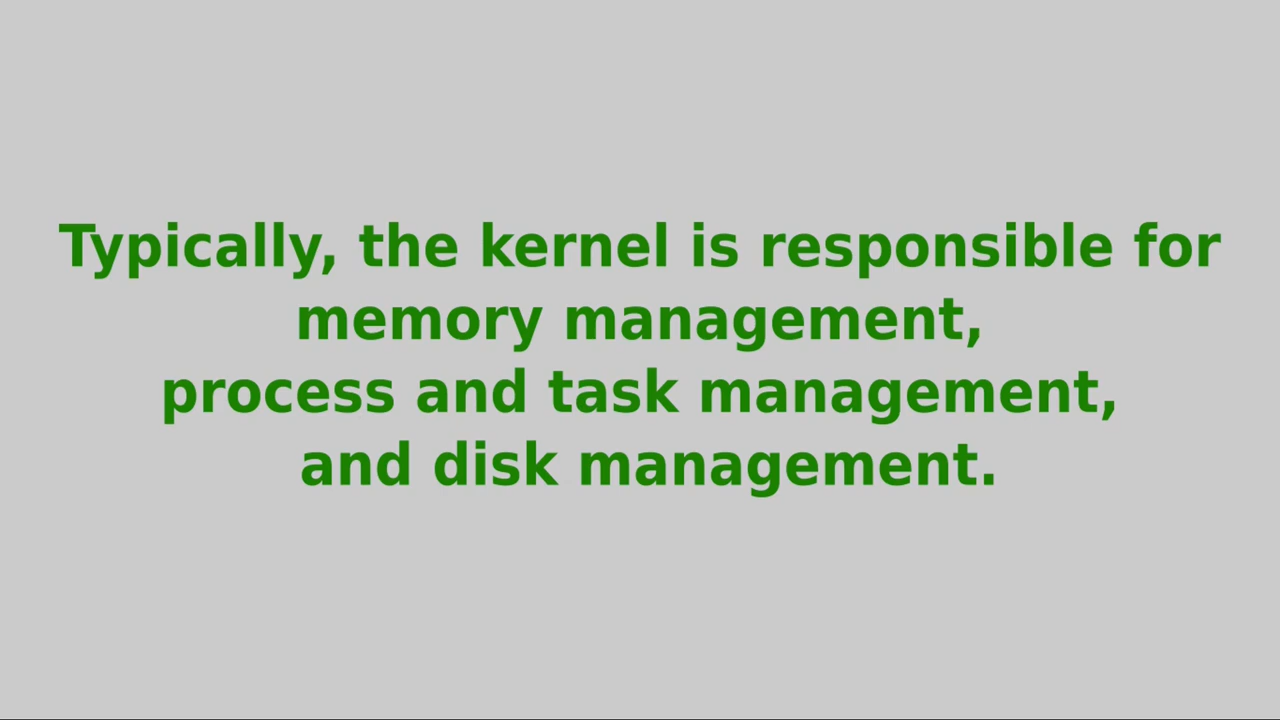 Typically, the kernel is responsible for
memory management,
process and task management,
and disk management.